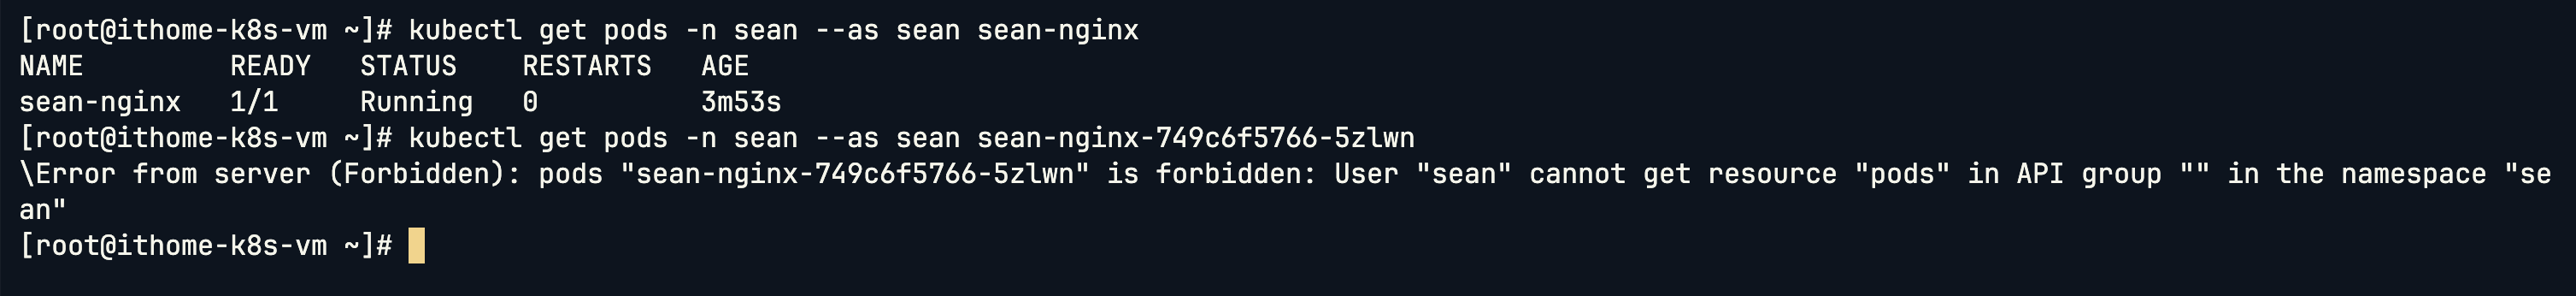 [root@ithome-k8s-vm ~]# kubectl get pods -n sean --as sean sean-nginx
NAME         READY   STATUS    RESTARTS   AGE
sean-nginx   1/1     Running   0          3m53s
[root@ithome-k8s-vm ~]# kubectl get pods -n sean --as sean sean-nginx-749c6f5766-5zlwn
\Error from server (Forbidden): pods "sean-nginx-749c6f5766-5zlwn" is forbidden: User "sean" cannot get resource "pods" in API group "" in the namespace "se
an"
[root@ithome-k8s-vm ~]#